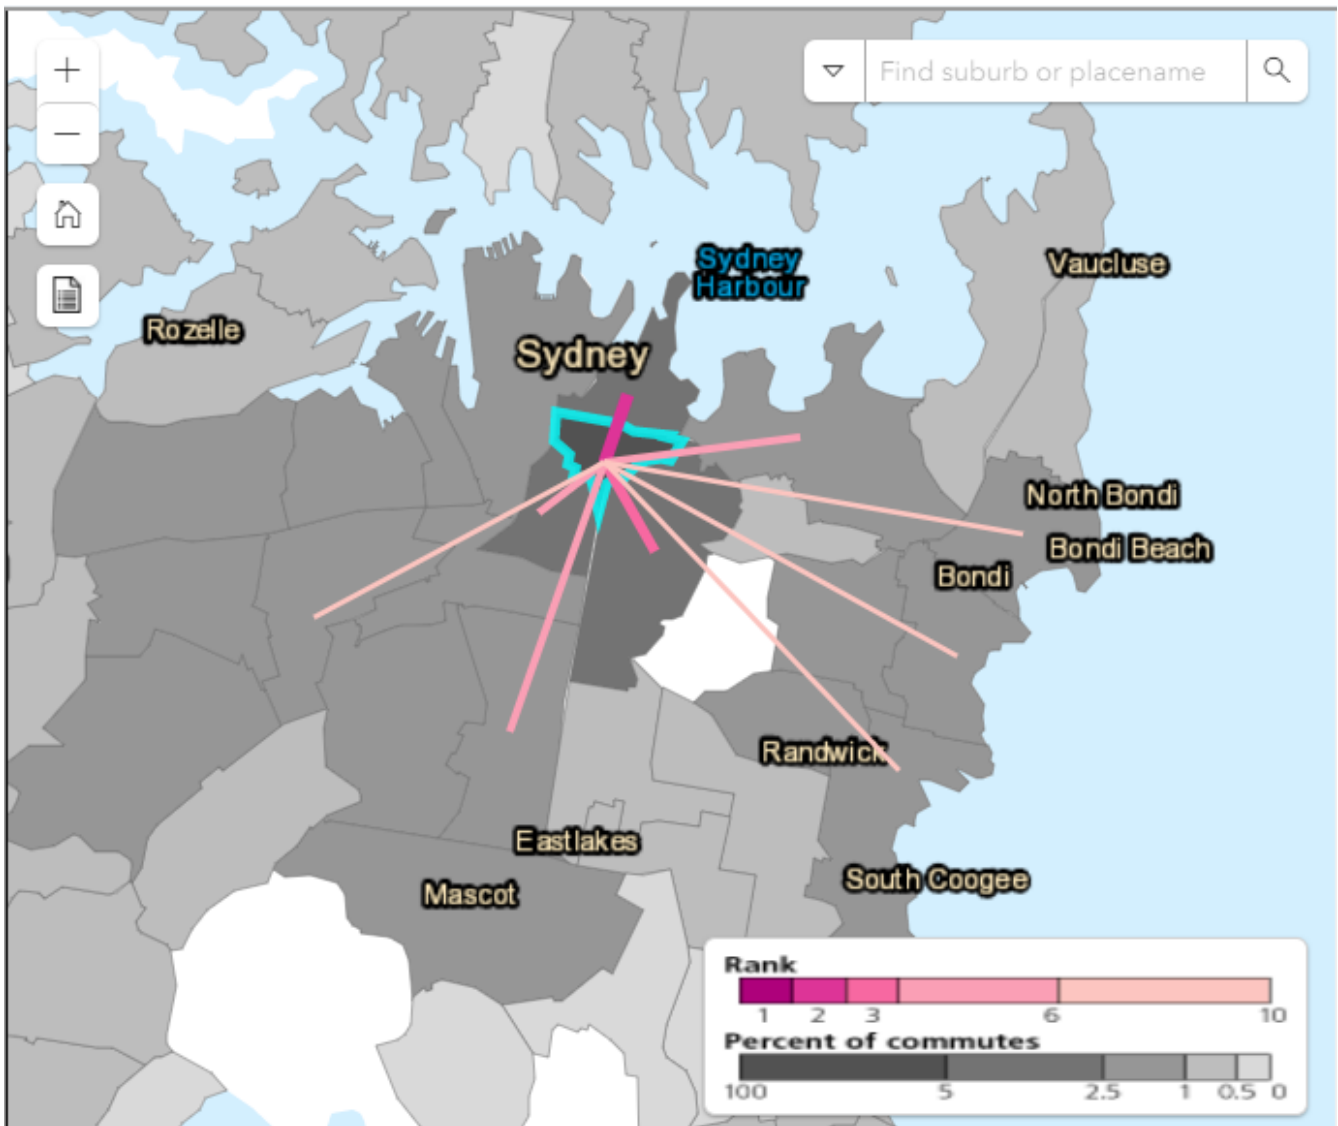 Find suburb or placename
Sydney
Harbour
Vaucluse
Rozelle
Sydney
North Bondi
Bondi Beach
Bondi
Randwick
Eastlakes
South Coogee
Mascot
Rank
1 2 3 6 10
Percent of commutes
100 5 2.5 1 0.5 0